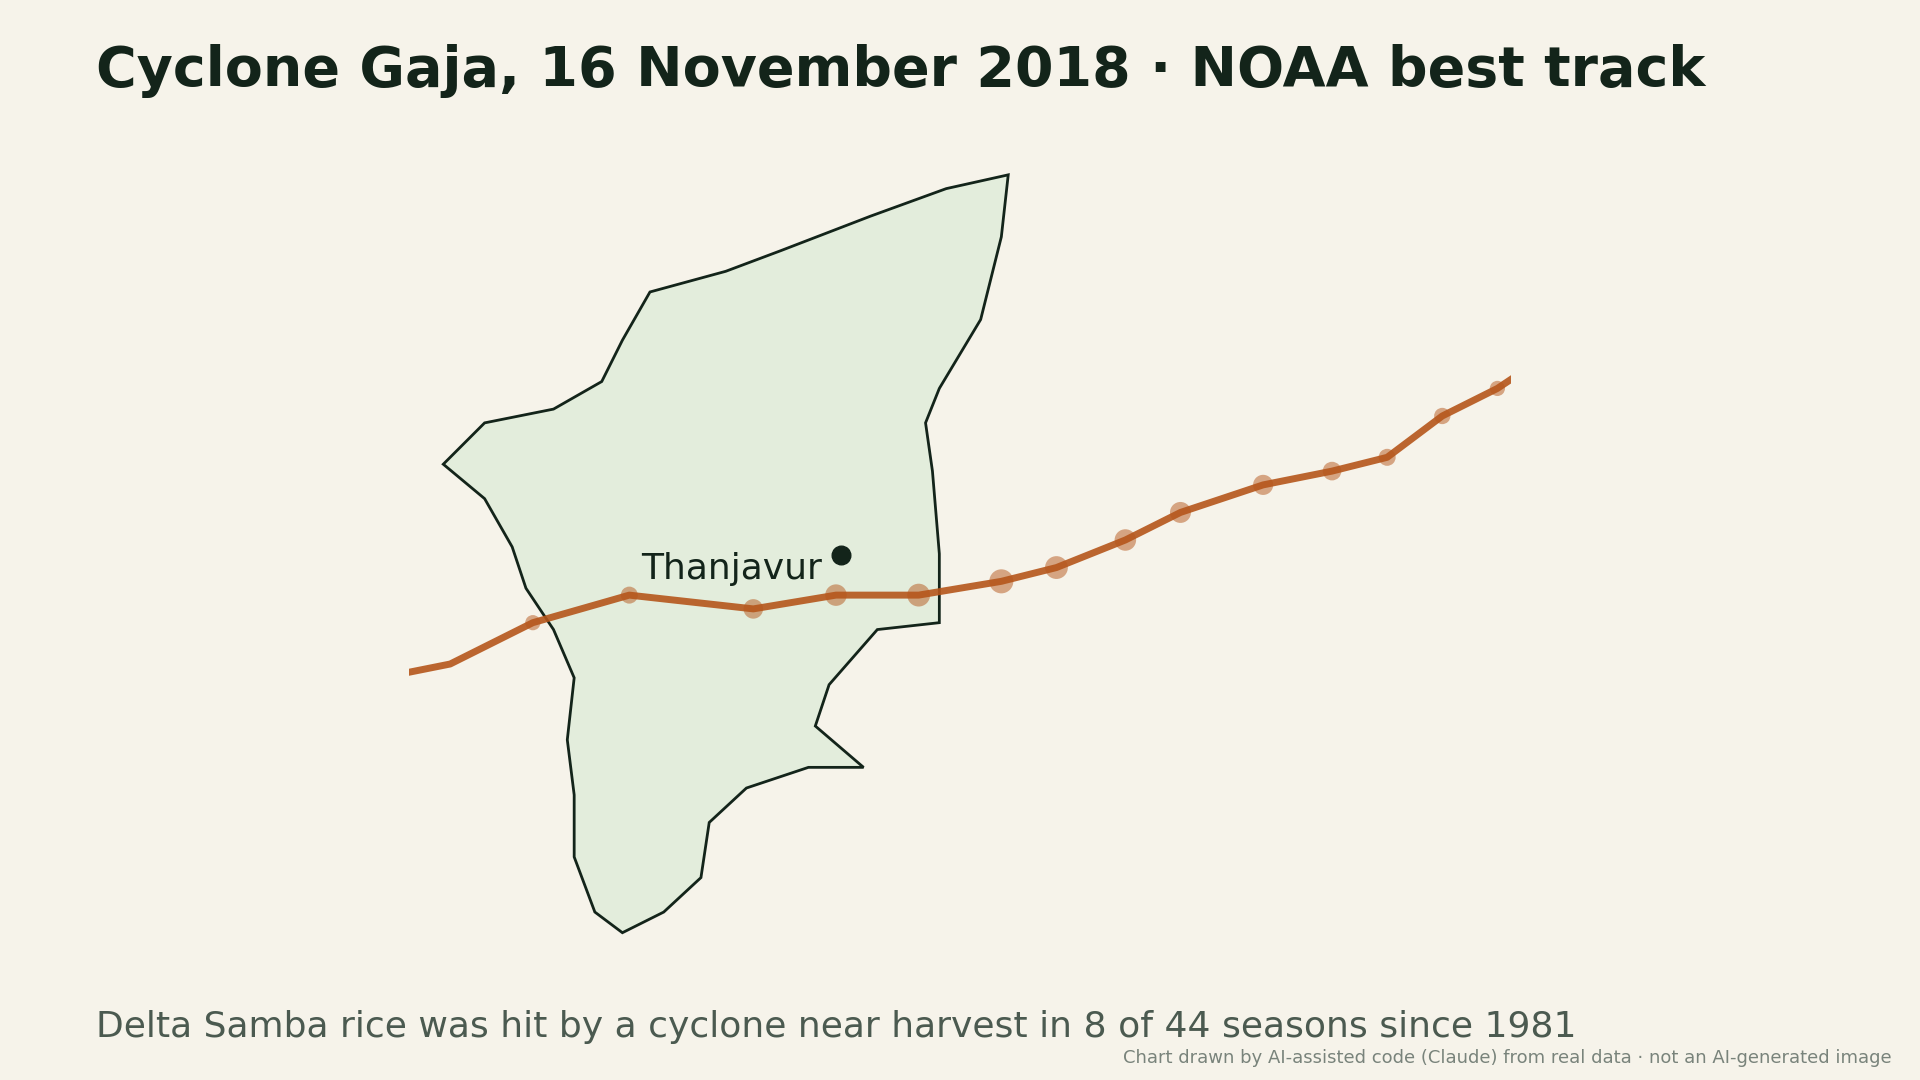 Cyclone Gaja, 16 November 2018 · NOAA best track
Thanjavur
Delta Samba rice was hit by a cyclone near harvest in 8 of 44 seasons since 1981
Chart drawn by AI-assisted code (Claude) from real data · not an AI-generated image